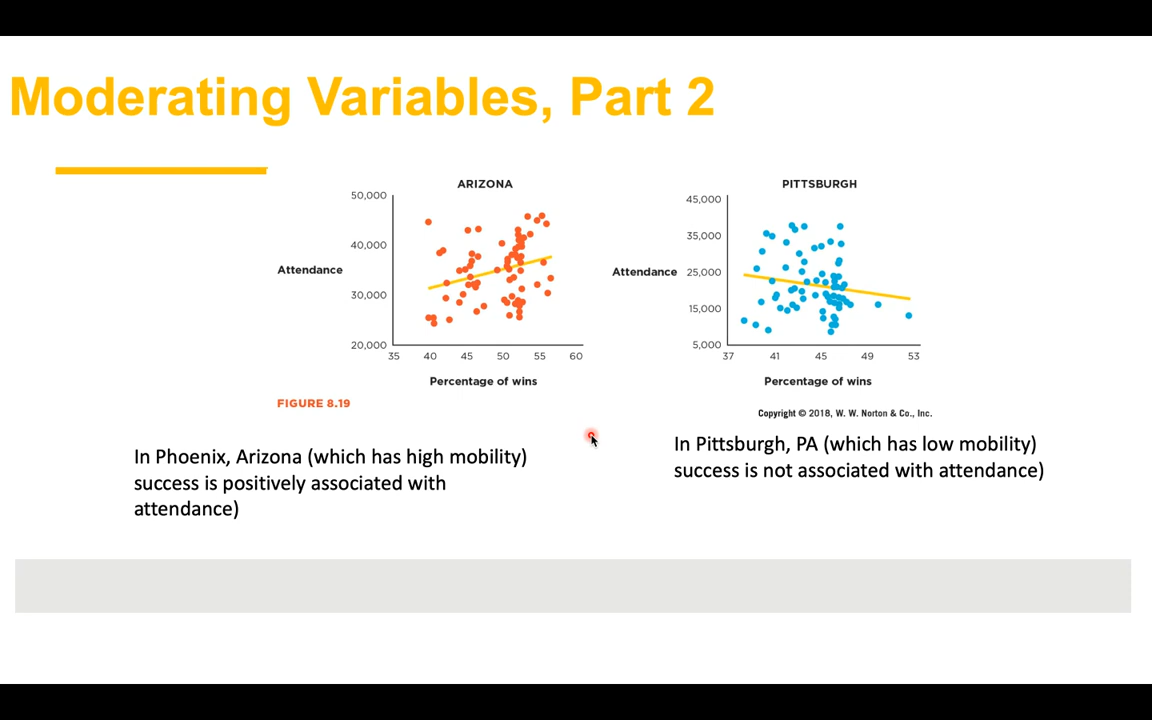 Moderating Variables, Part 2
ARIZONA
50,000
40,000
Attendance
30,000
20,000
35 40 45 50 55 60
Percentage of wins
FIGURE 8.19
PITTSBURGH
45,000
35,000
Attendance
25,000
15,000
5,000
37 41 45 49 53
Percentage of wins
Copyright © 2018, W. W. Norton & Co., Inc.
In Phoenix, Arizona (which has high mobility)
success is positively associated with
attendance)
In Pittsburgh, PA (which has low mobility)
success is not associated with attendance)